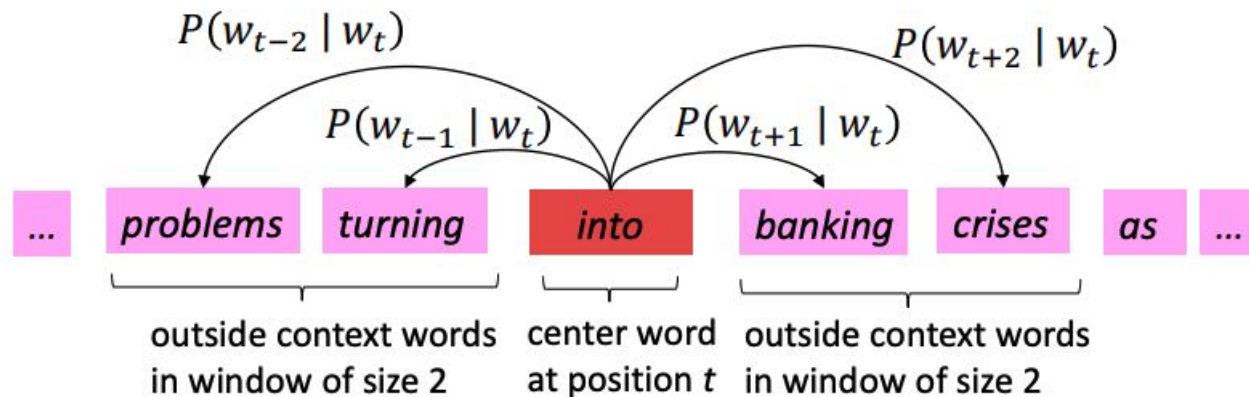 P(w_{t−2} | w_t)
P(w_{t+2} | w_t)
P(w_{t−1} | w_t) P(w_{t+1} | w_t)
... problems turning into banking crises as ...
outside context words center word outside context words
in window of size 2 at position t in window of size 2